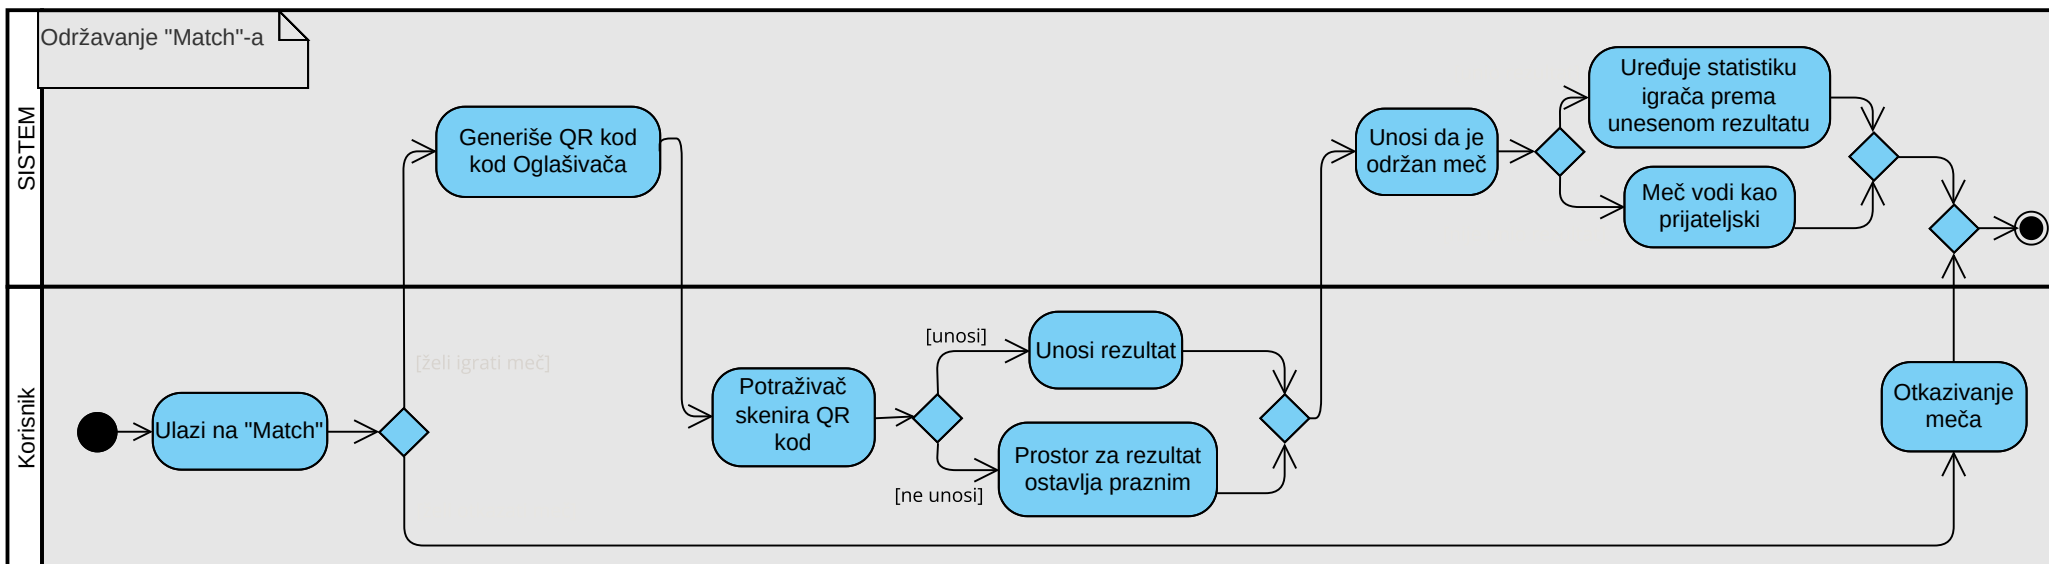 Održavanje "Match"-a
SISTEM
Generiše QR kod
kod Oglašivača
Unosi da je
održan meč
Uređuje statistiku
igrača prema
unesenom rezultatu
Meč vodi kao
prijateljski
Korisnik
Ulazi na "Match"
[želi igrati meč]
Potraživač
skenira QR
kod
[unosi]
Unosi rezultat
[ne unosi]
Prostor za rezultat
ostavlja praznim
Otkazivanje
meča